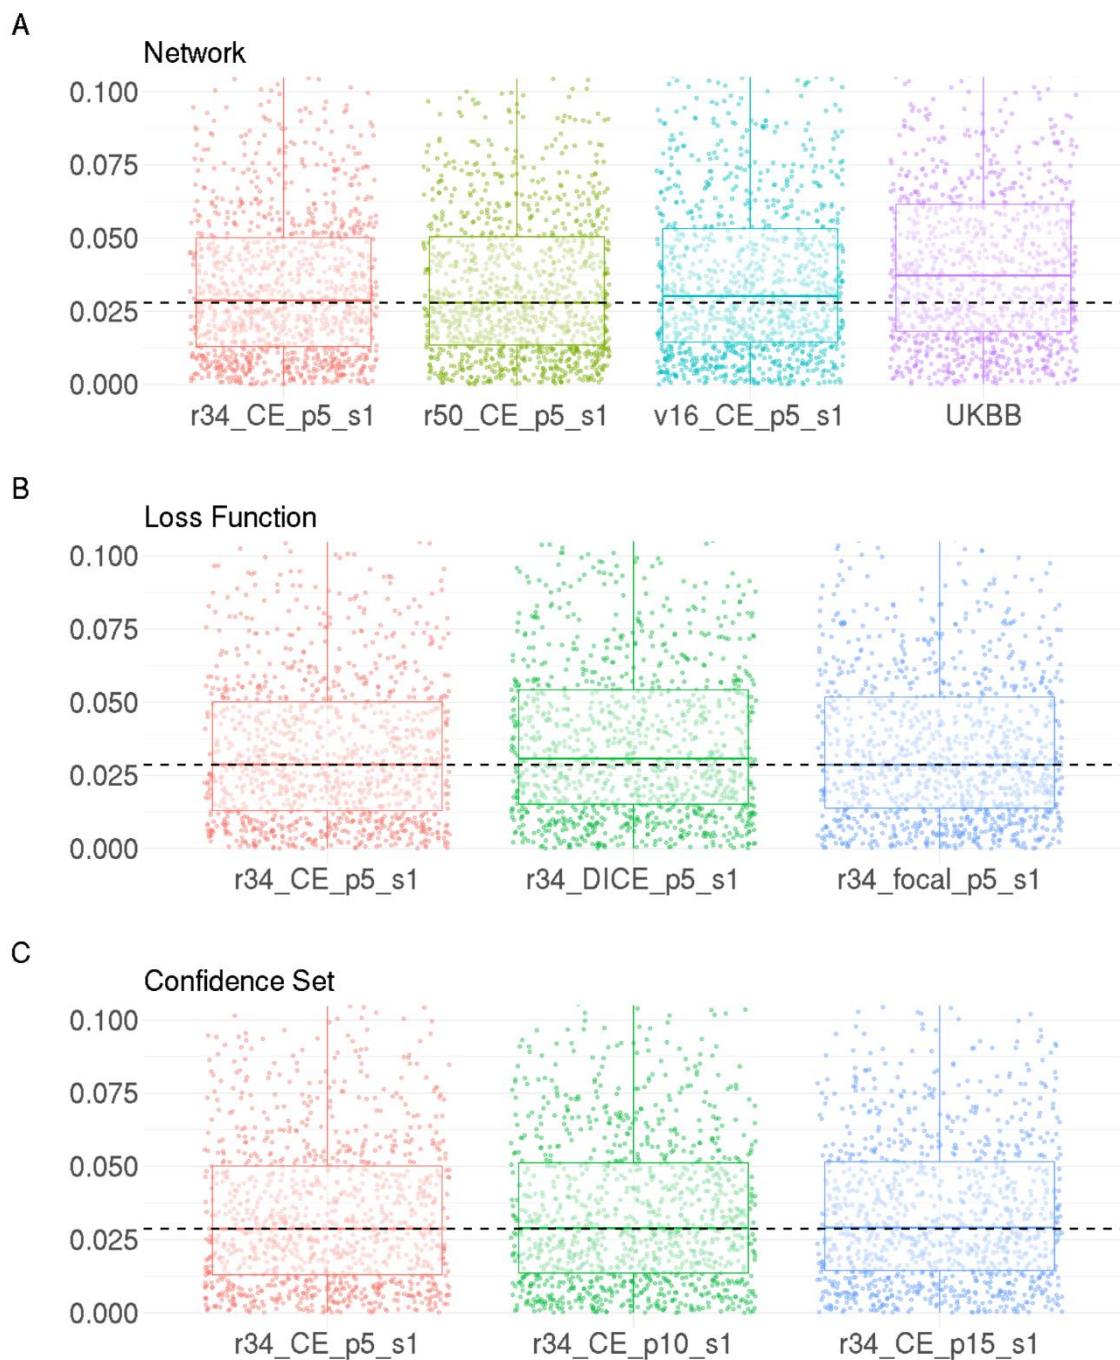 A
Network
0.100
0.075
0.050
0.025
0.000
r34_CE_p5_s1 r50_CE_p5_s1 v16_CE_p5_s1 UKBB
B
Loss Function
0.100
0.075
0.050
0.025
0.000
r34_CE_p5_s1 r34_DICE_p5_s1 r34_focal_p5_s1
C
Confidence Set
0.100
0.075
0.050
0.025
0.000
r34_CE_p5_s1 r34_CE_p10_s1 r34_CE_p15_s1